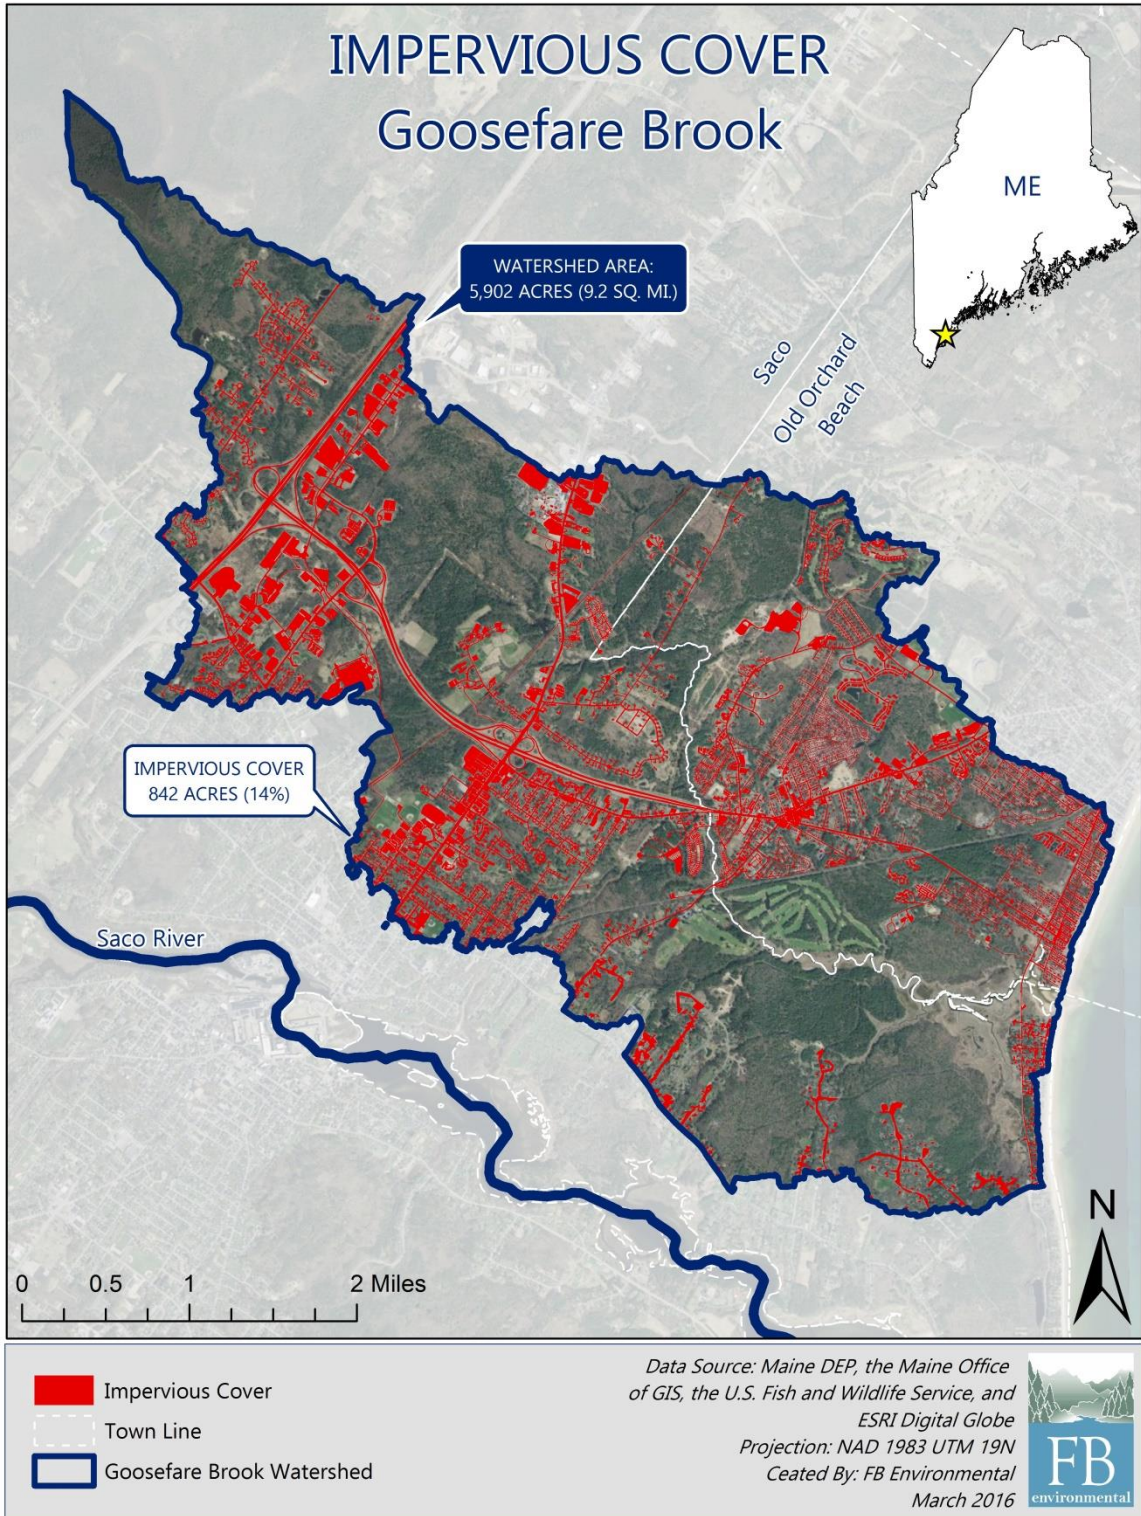 IMPERVIOUS COVER
Goosefare Brook
ME
WATERSHED AREA:
5,902 ACRES (9.2 SQ. MI.)
Saco
Old Orchard
Beach
IMPERVIOUS COVER
842 ACRES (14%)
Saco River
N
0 0.5 1 2 Miles
Impervious Cover
Town Line
Goosefare Brook Watershed
Data Source: Maine DEP, the Maine Office
of GIS, the U.S. Fish and Wildlife Service, and
ESRI Digital Globe
Projection: NAD 1983 UTM 19N
Ceated By: FB Environmental
March 2016
FB
environmental